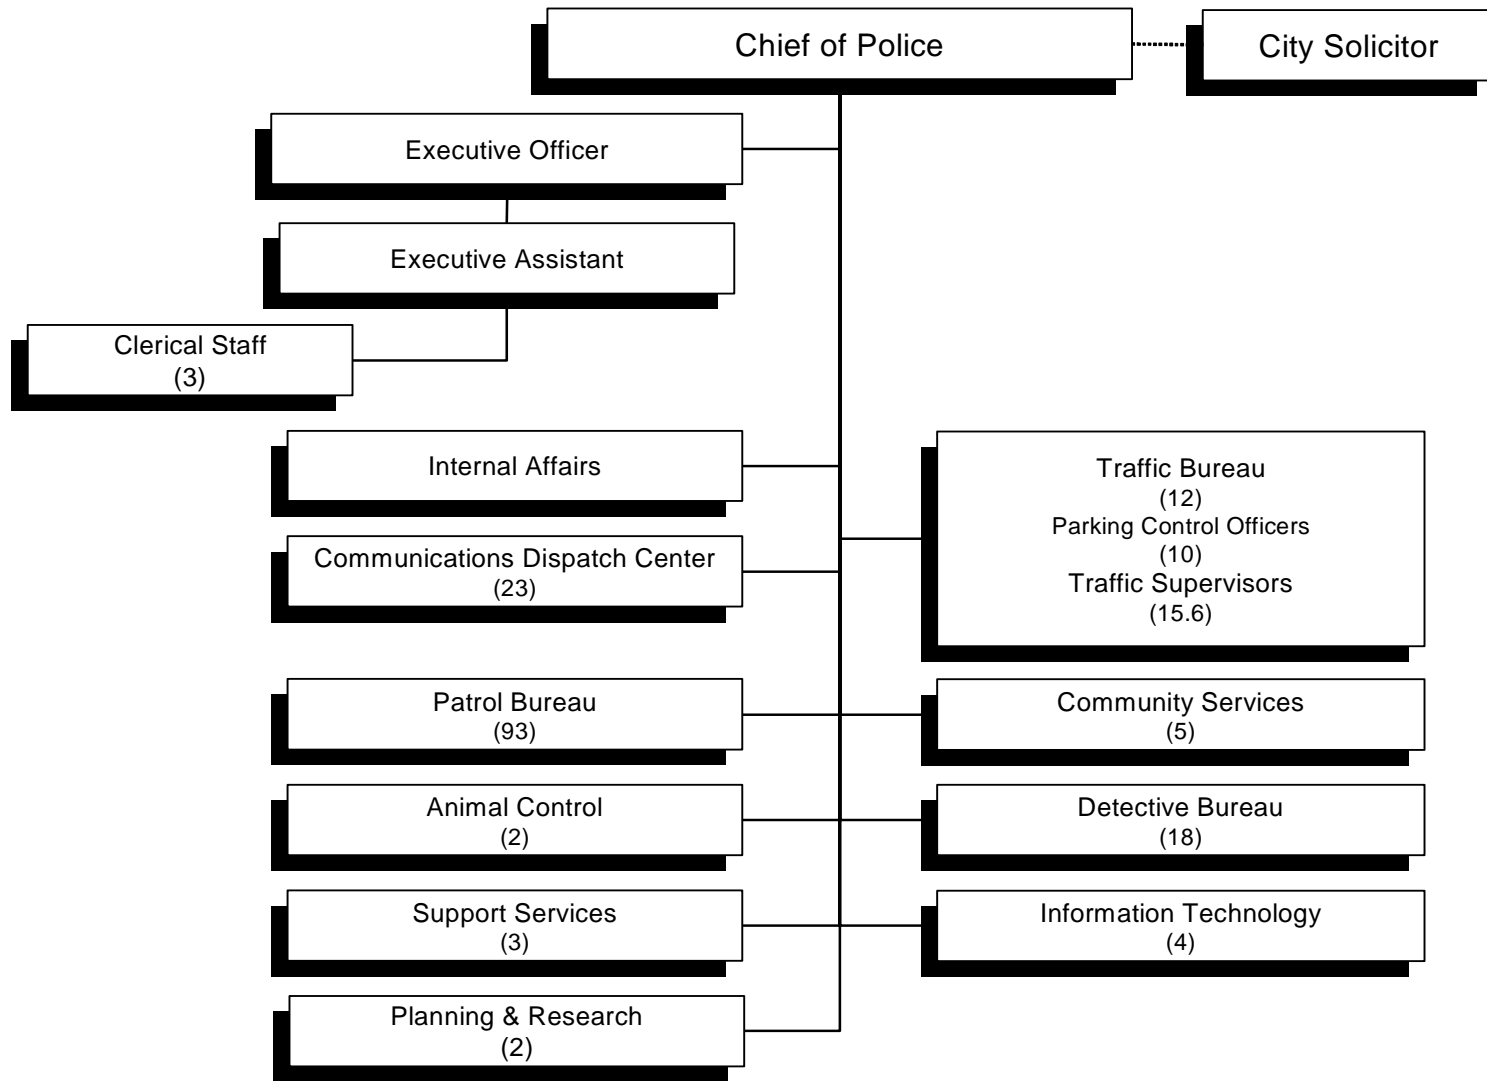 Chief of Police
City Solicitor
Executive Officer
Executive Assistant
Clerical Staff
(3)
Internal Affairs
Communications Dispatch Center
(23)
Traffic Bureau
(12)
Parking Control Officers
(10)
Traffic Supervisors
(15.6)
Patrol Bureau
(93)
Community Services
(5)
Animal Control
(2)
Detective Bureau
(18)
Support Services
(3)
Information Technology
(4)
Planning & Research
(2)